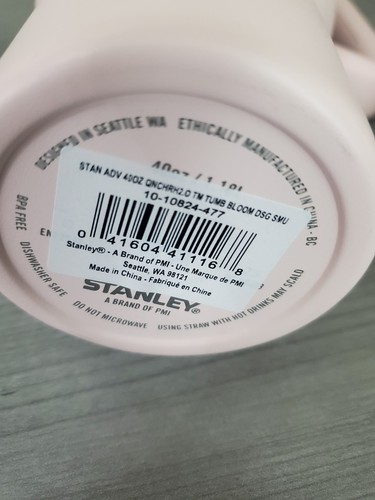 DESIGNED IN SEATTLE WA ETHICALLY MANUFACTURED IN CHINA - BC
40oz / 1.18L
STAN ADV 40OZ QNCHRH2.0 TM TUMB BLOOM DSG SMU
10-10824-477
0 41604 41116 8
Stanley® - A Brand of PMI - Une Marque de PMI
Seattle, WA 98121
Made in China - Fabriqué en Chine
STANLEY®
A BRAND OF PMI
BPA FREE
DISHWASHER SAFE
DO NOT MICROWAVE
USING STRAW WITH HOT DRINKS MAY SCALD